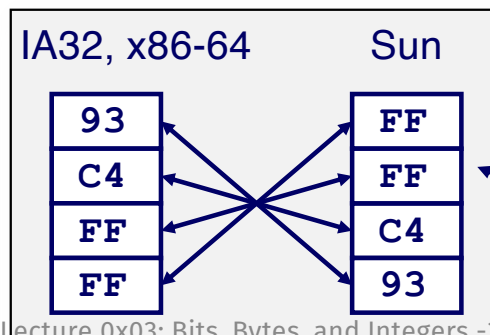 IA32, x86-64 Sun
93 FF
C4 FF
FF C4
FF 93
Lecture 0x03: Bits, Bytes, and Integers -